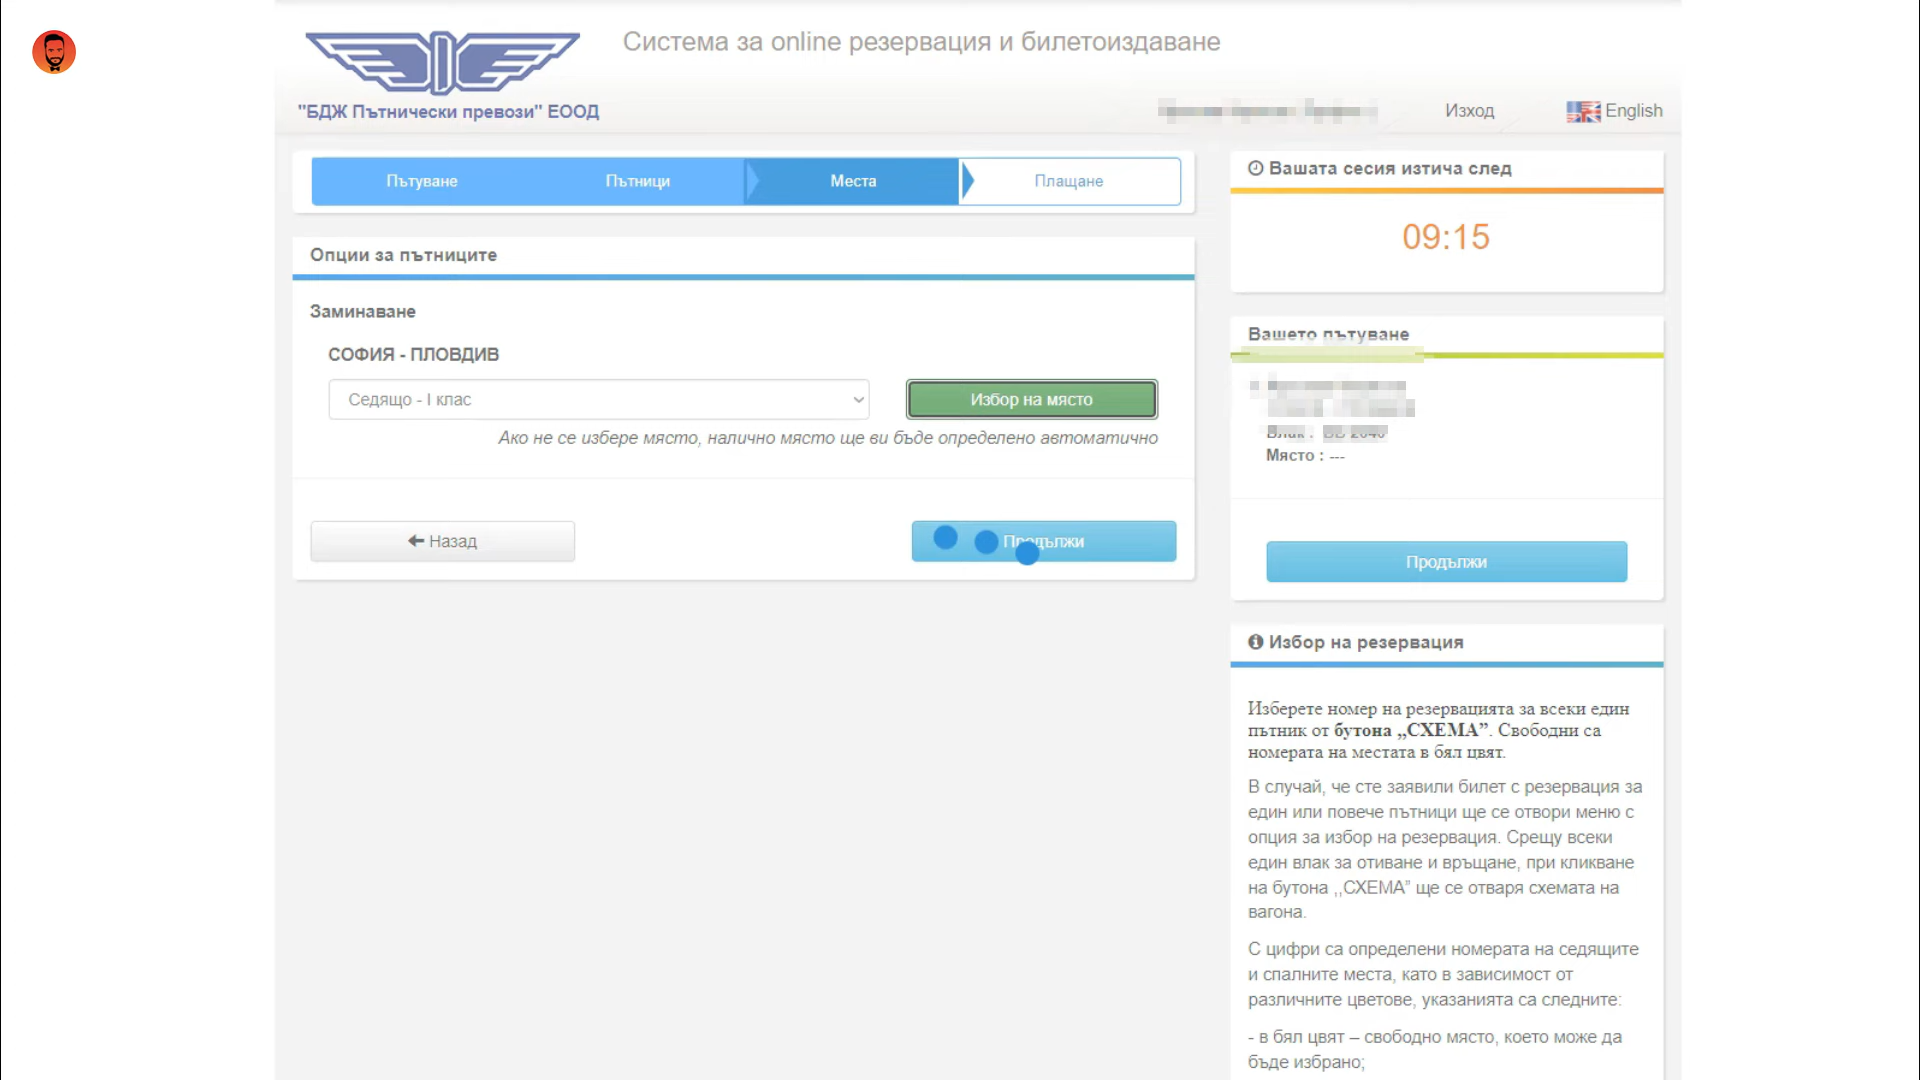 Система за online резервация и билетоиздаване
"БДЖ Пътнически превози" ЕООД
Изход
English
Пътуване
Пътници
Места
Плащане
Опции за пътниците
Заминаване
СОФИЯ - ПЛОВДИВ
Седящо - I клас
Избор на място
Ако не се избере място, налично място ще ви бъде определено автоматично
Назад
Продължи
Вашата сесия изтича след
09:15
Вашето пътуване
Място : ---
Продължи
Избор на резервация
Изберете номер на резервацията за всеки един
пътник от бутона „СХЕМА”. Свободни са
номерата на местата в бял цвят.
В случай, че сте заявили билет с резервация за
един или повече пътници ще се отвори меню с
опция за избор на резервация. Срещу всеки
един влак за отиване и връщане, при кликване
на бутона ,,СХЕМА” ще се отваря схемата на
вагона.
С цифри са определени номерата на седящите
и спалните места, като в зависимост от
различните цветове, указанията са следните:
- в бял цвят – свободно място, което може да
бъде избрано;